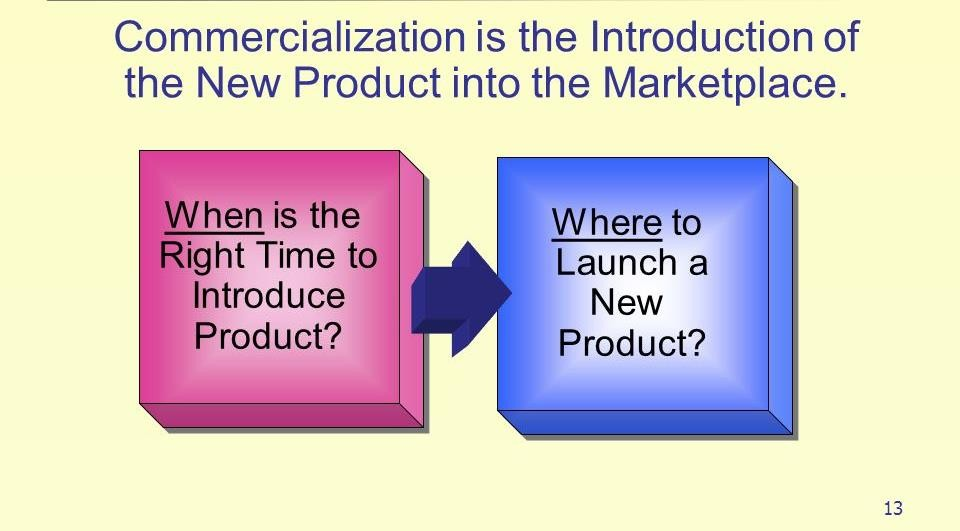 Commercialization is the Introduction of
the New Product into the Marketplace.
When is the
Right Time to
Introduce
Product?
Where to
Launch a
New
Product?
13